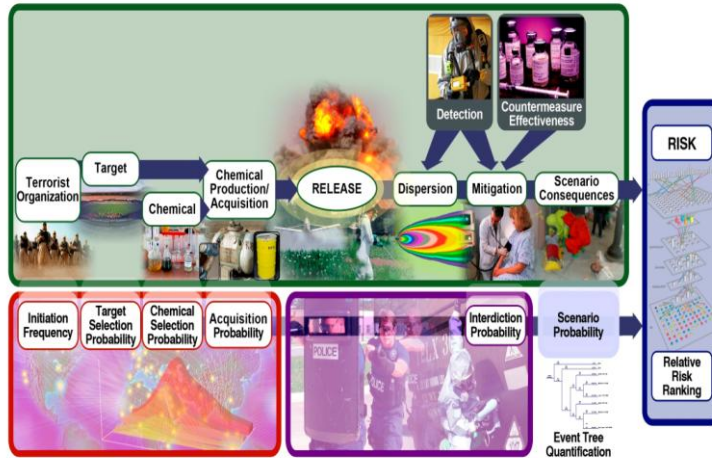 Detection
Countermeasure
Effectiveness
RISK
Terrorist
Organization
Target
Chemical
Chemical
Production/
Acquisition
RELEASE
Dispersion
Mitigation
Scenario
Consequences
Initiation
Frequency
Target
Selection
Probability
Chemical
Selection
Probability
Acquisition
Probability
POLICE
POLICE
Interdiction
Probability
Scenario
Probability
Event Tree
Quantification
Relative
Risk
Ranking